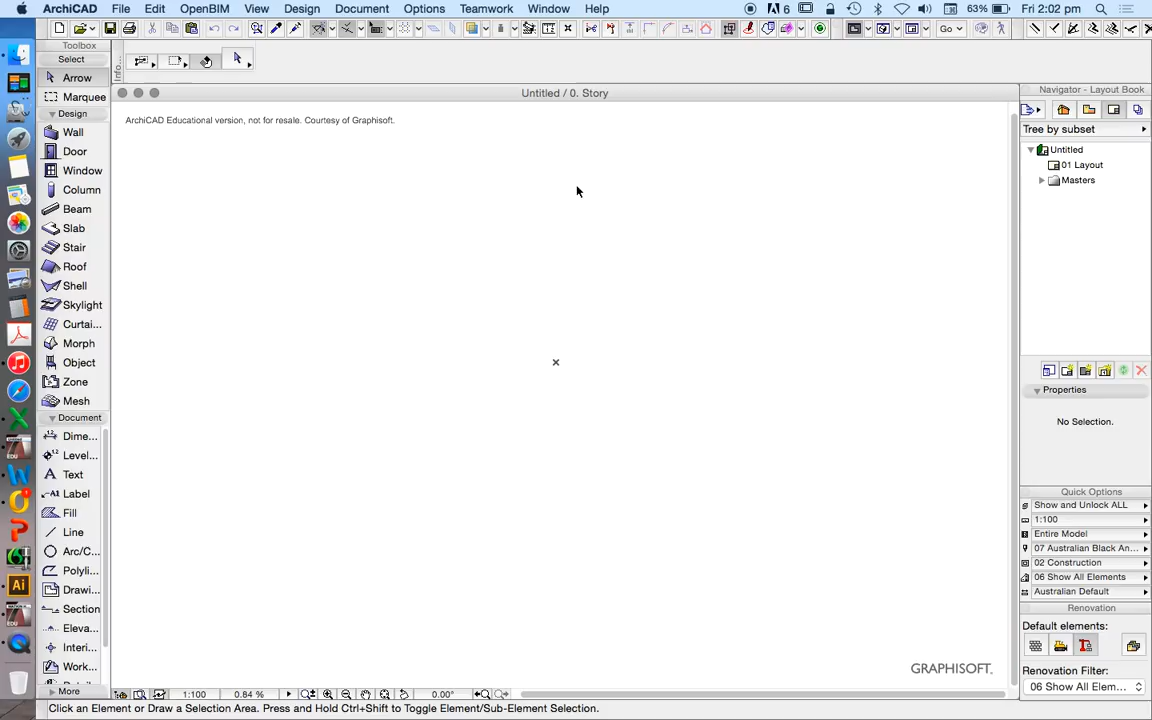 ArchiCAD File Edit OpenBIM View Design Document Options Teamwork Window Help 6 63% Fri 2:02 pm
Toolbox
Select
Arrow
Marquee
Design
Wall
Door
Window
Column
Beam
Slab
Stair
Roof
Shell
Skylight
Curtai...
Morph
Object
Zone
Mesh
Document
Dime...
Level...
Text
Label
Fill
Line
Arc/C...
Polyli...
Drawi...
Section
Eleva...
Interi...
Work...
More
Info...
Go
Untitled / 0. Story
ArchiCAD Educational version, not for resale. Courtesy of Graphisoft.
GRAPHISOFT.
1:100 0.84 % 0.00°
Click an Element or Draw a Selection Area. Press and Hold Ctrl+Shift to Toggle Element/Sub-Element Selection.
Navigator - Layout Book
Tree by subset
Untitled
01 Layout
Masters
Properties
No Selection.
Quick Options
Show and Unlock ALL
1:100
Entire Model
07 Australian Black An...
02 Construction
06 Show All Elements
Australian Default
Renovation
Default elements:
Renovation Filter:
06 Show All Elem...